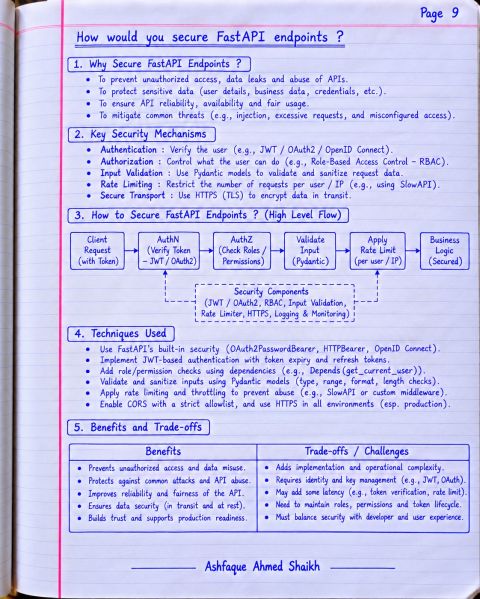 Page 9
How would you secure FastAPI endpoints ?
1. Why Secure FastAPI Endpoints ?
• To prevent unauthorized access, data leaks and abuse of APIs.
• To protect sensitive data (user details, business data, credentials, etc.).
• To ensure API reliability, availability and fair usage.
• To mitigate common threats (e.g., injection, excessive requests, and misconfigured access).
2. Key Security Mechanisms
• Authentication : Verify the user (e.g., JWT / OAuth2 / OpenID Connect).
• Authorization : Control what the user can do (e.g., Role-Based Access Control – RBAC).
• Input Validation : Use Pydantic models to validate and sanitize request data.
• Rate Limiting : Restrict the number of requests per user / IP (e.g., using SlowAPI).
• Secure Transport : Use HTTPS (TLS) to encrypt data in transit.
3. How to Secure FastAPI Endpoints ? (High Level Flow)
Client
Request
(with Token)
AuthN
(Verify Token
– JWT / OAuth2)
AuthZ
(Check Roles /
Permissions)
Validate
Input
(Pydantic)
Apply
Rate Limit
(per user / IP)
Business
Logic
(Secured)
Security Components
(JWT / OAuth2, RBAC, Input Validation,
Rate Limiter, HTTPS, Logging & Monitoring)
4. Techniques Used
• Use FastAPI's built-in security (OAuth2PasswordBearer, HTTPBearer, OpenID Connect).
• Implement JWT-based authentication with token expiry and refresh tokens.
• Add role/permission checks using dependencies (e.g., Depends(get_current_user)).
• Validate and sanitize inputs using Pydantic models (type, range, format, length checks).
• Apply rate limiting and throttling to prevent abuse (e.g., SlowAPI or custom middleware).
• Enable CORS with a strict allowlist, and use HTTPS in all environments (esp. production).
5. Benefits and Trade-offs
Benefits
• Prevents unauthorized access and data misuse.
• Protects against common attacks and API abuse.
• Improves reliability and fairness of the API.
• Ensures data security (in transit and at rest).
• Builds trust and supports production readiness.
Trade-offs / Challenges
• Adds implementation and operational complexity.
• Requires identity and key management (e.g., JWT, OAuth).
• May add some latency (e.g., token verification, rate limit).
• Need to maintain roles, permissions and token lifecycle.
• Must balance security with developer and user experience.
Ashfaque Ahmed Shaikh